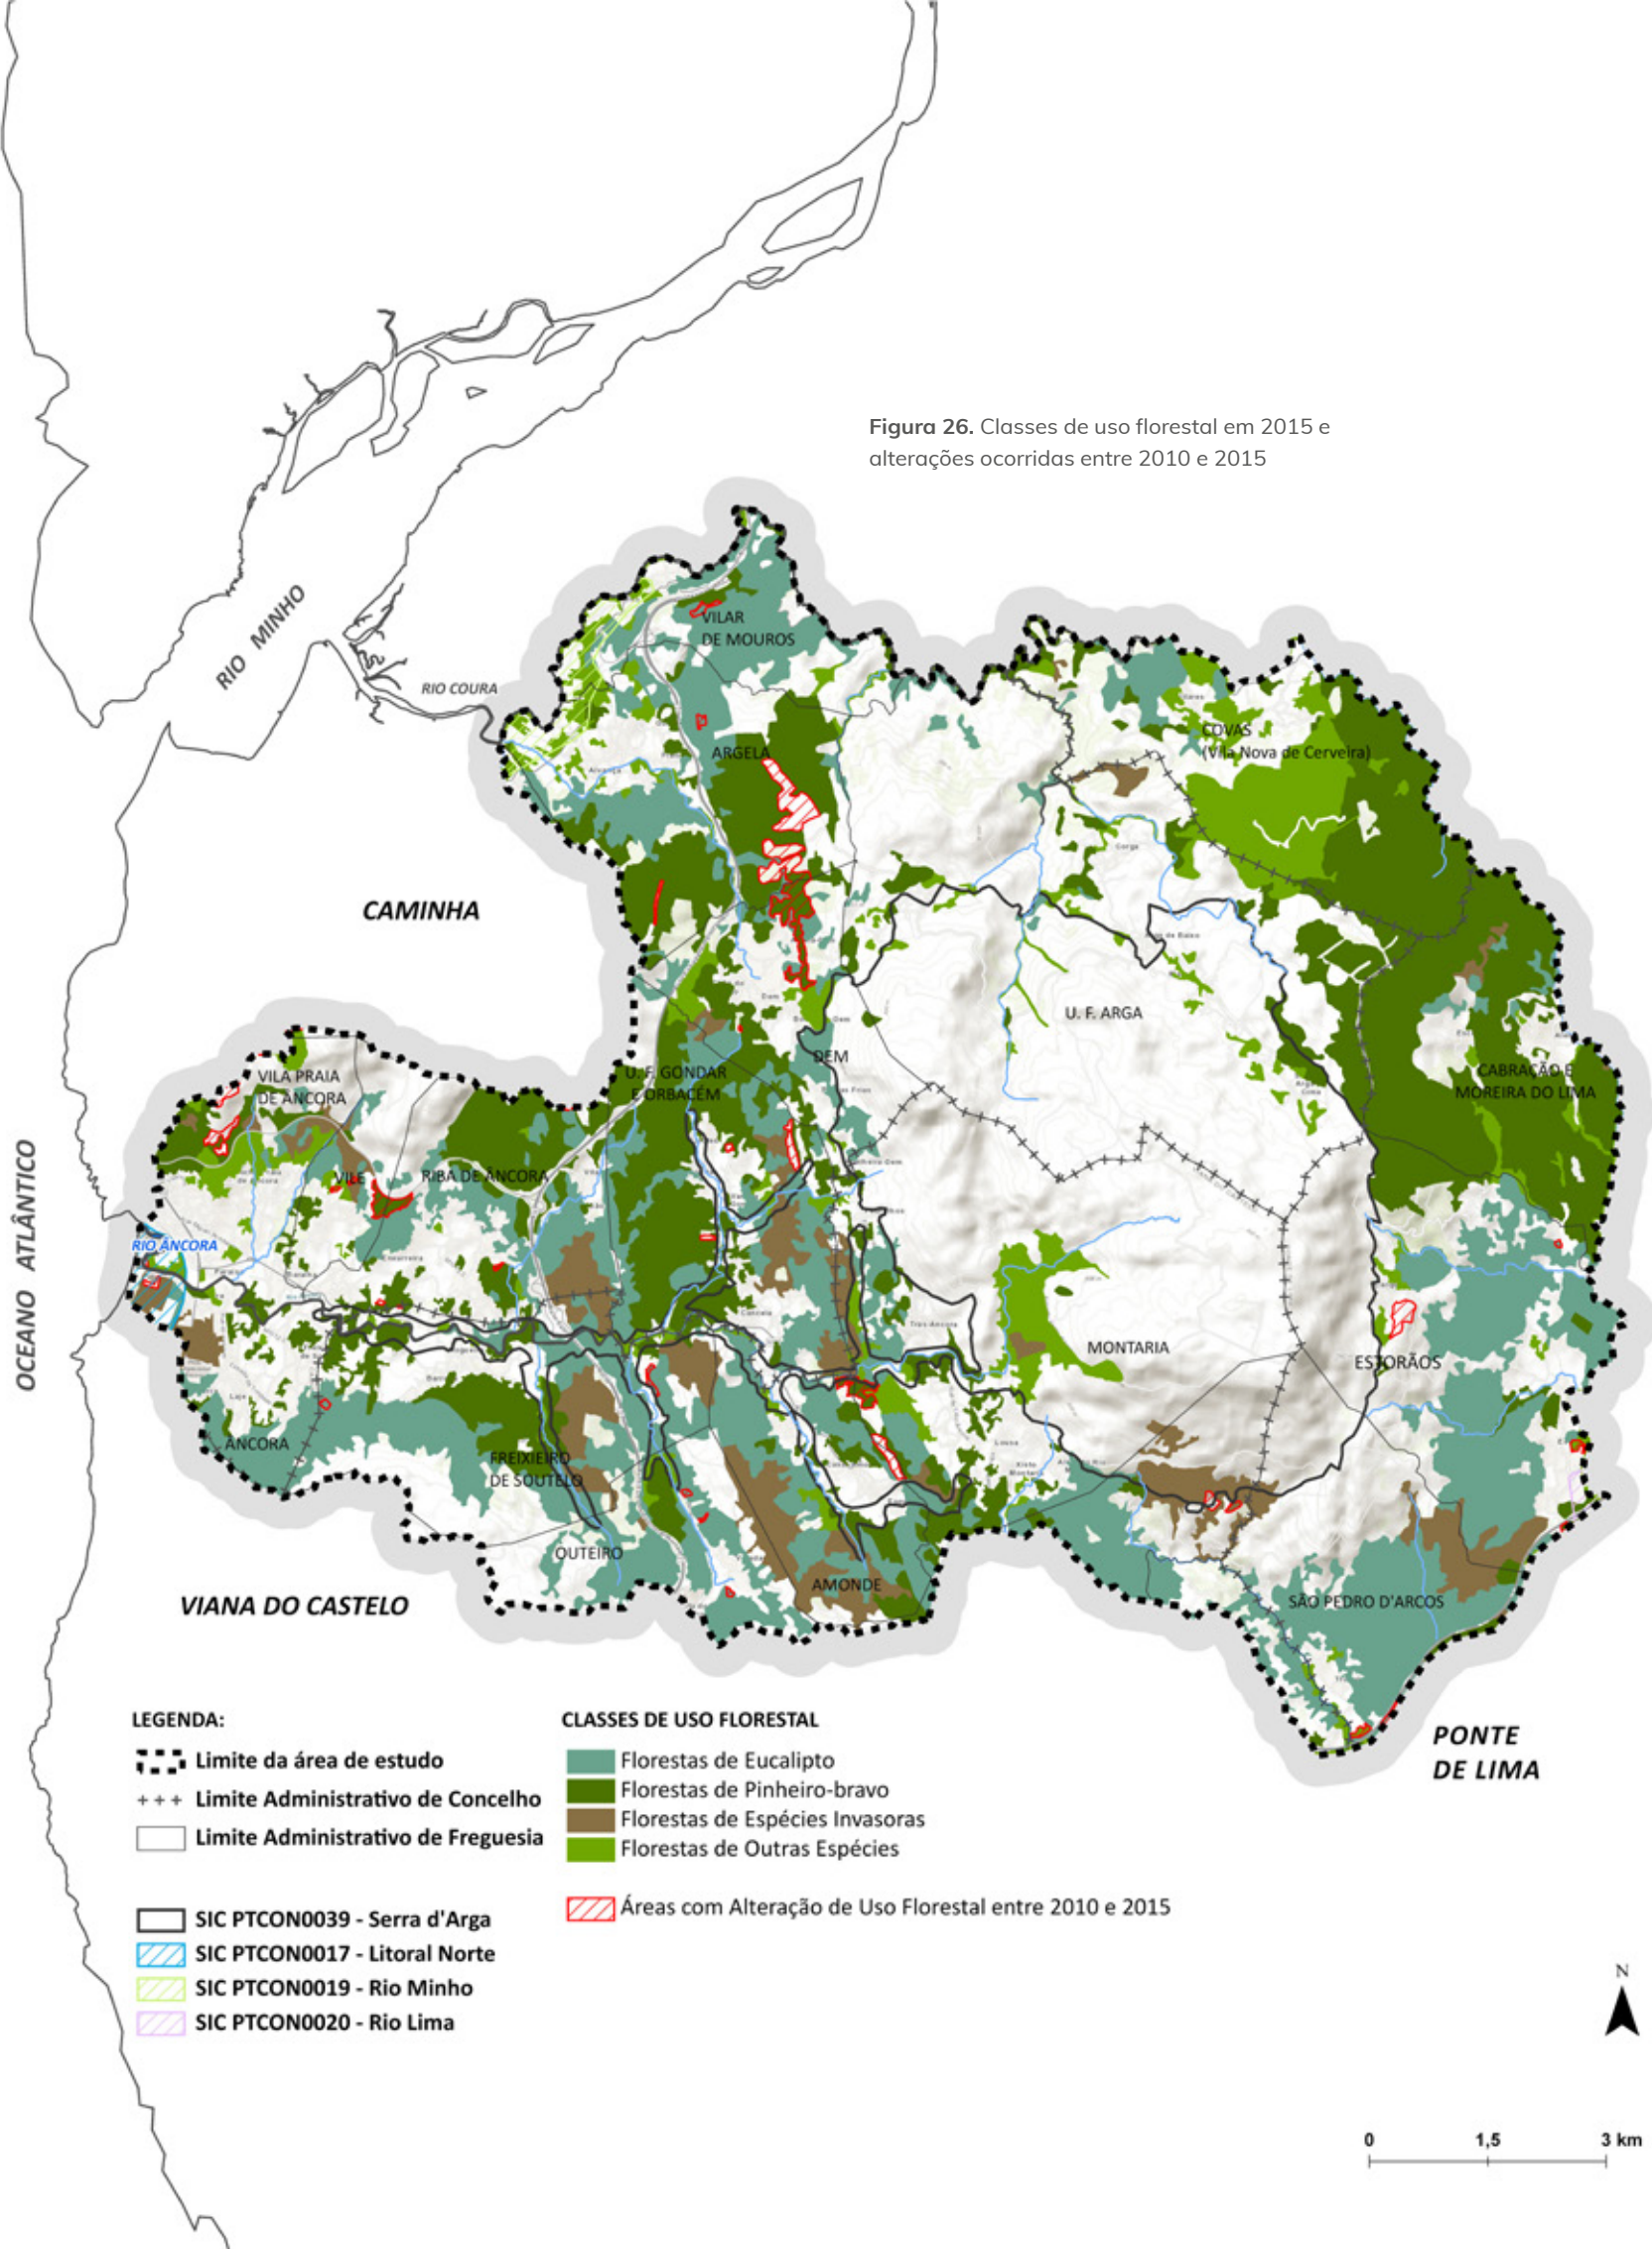 Figura 26. Classes de uso florestal em 2015 e
alterações ocorridas entre 2010 e 2015
RIO MINHO
RIO COURA
VILAR
DE MOUROS
ARGELA
COVAS
(Vila Nova de Cerveira)
Gorga
CAMINHA
U. F. ARGA
DEM
U. F. GONDAR
E ORBACÉM
CABRAÇÃO E
MOREIRA DO LIMA
VILA PRAIA
DE ÂNCORA
VILE
RIBA DE ÂNCORA
OCEANO ATLÂNTICO
RIO ÂNCORA
MONTARIA
ESTORÃOS
ÂNCORA
FREIXIEIRO
DE SOUTELO
OUTEIRO
AMONDE
SÃO PEDRO D'ARCOS
VIANA DO CASTELO
PONTE
DE LIMA
LEGENDA:
Limite da área de estudo
Limite Administrativo de Concelho
Limite Administrativo de Freguesia
SIC PTCON0039 - Serra d'Arga
SIC PTCON0017 - Litoral Norte
SIC PTCON0019 - Rio Minho
SIC PTCON0020 - Rio Lima
CLASSES DE USO FLORESTAL
Florestas de Eucalipto
Florestas de Pinheiro-bravo
Florestas de Espécies Invasoras
Florestas de Outras Espécies
Áreas com Alteração de Uso Florestal entre 2010 e 2015
N
0 1,5 3 km